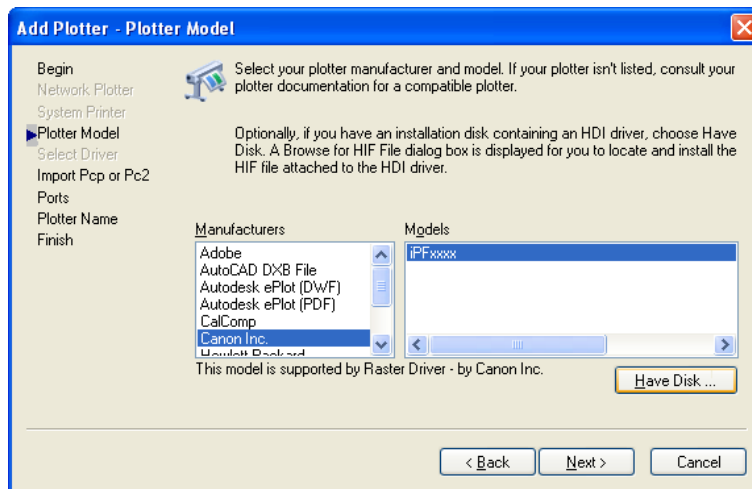 Add Plotter - Plotter Model
Begin
Network Plotter
System Printer
Plotter Model
Select Driver
Import Pcp or Pc2
Ports
Plotter Name
Finish
Select your plotter manufacturer and model. If your plotter isn't listed, consult your
plotter documentation for a compatible plotter.
Optionally, if you have an installation disk containing an HDI driver, choose Have
Disk. A Browse for HIF File dialog box is displayed for you to locate and install the
HIF file attached to the HDI driver.
Manufacturers
Adobe
AutoCAD DXB File
Autodesk ePlot (DWF)
Autodesk ePlot (PDF)
CalComp
Canon Inc.
Hewlett Packard
Models
iPFxxxx
This model is supported by Raster Driver - by Canon Inc.
Have Disk ...
< Back
Next >
Cancel